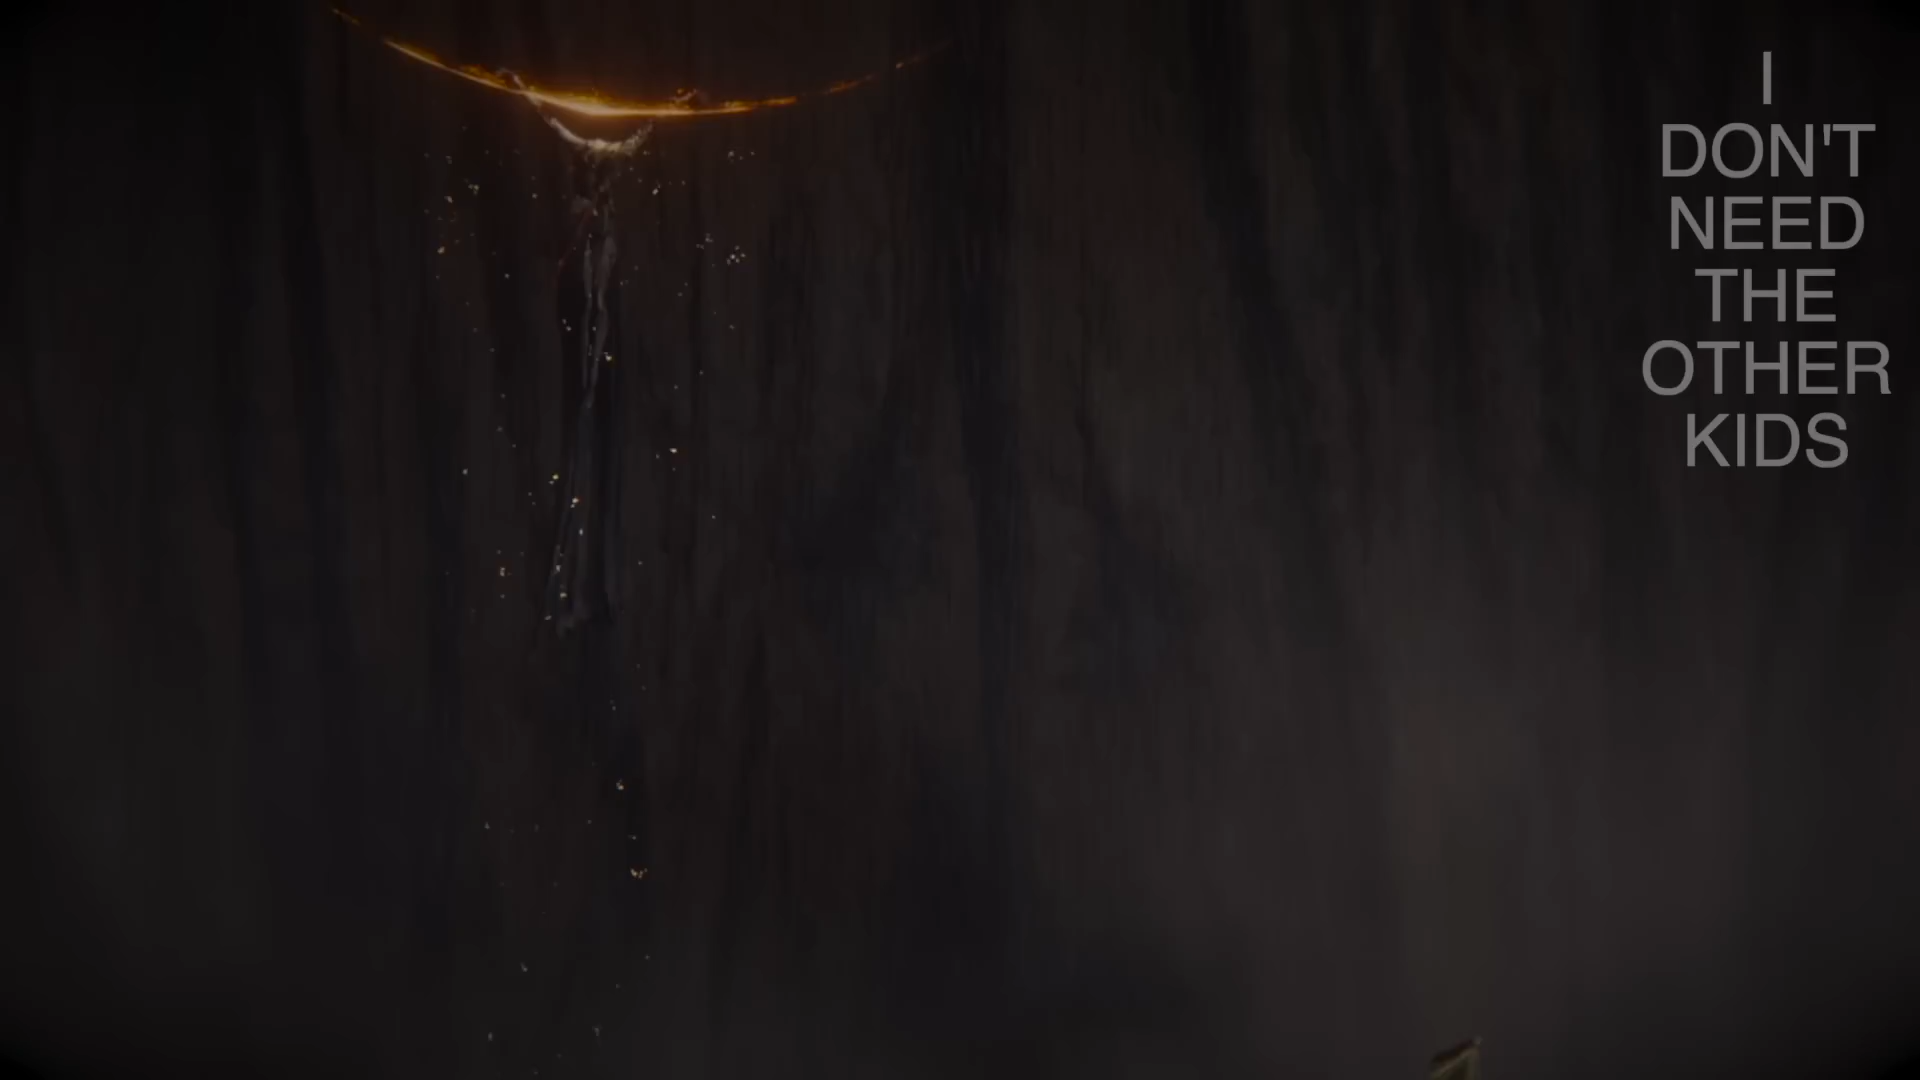 I
DON'T
NEED
THE
OTHER
KIDS